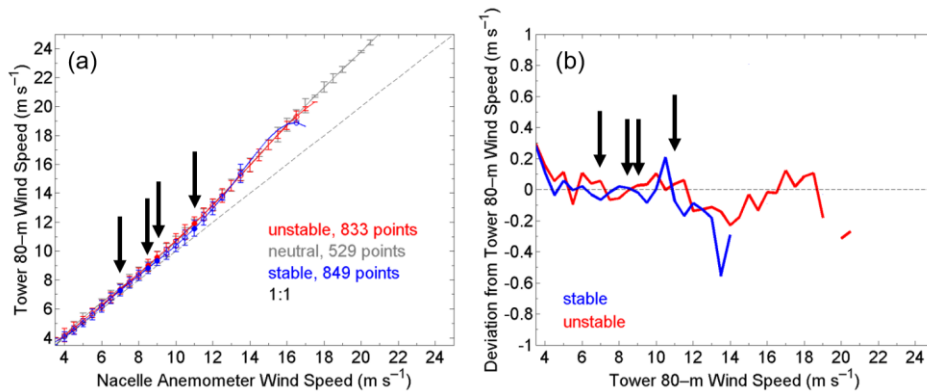 (a)
Tower 80–m Wind Speed (m s⁻¹)
24
22
20
18
16
14
12
10
8
6
4
unstable, 833 points
neutral, 529 points
stable, 849 points
1:1
4 6 8 10 12 14 16 18 20 22 24
Nacelle Anemometer Wind Speed (m s⁻¹)
(b)
Deviation from Tower 80–m Wind Speed (m s⁻¹)
1
0.8
0.6
0.4
0.2
0
-0.2
-0.4
-0.6
-0.8
-1
stable
unstable
4 6 8 10 12 14 16 18 20 22 24
Tower 80–m Wind Speed (m s⁻¹)